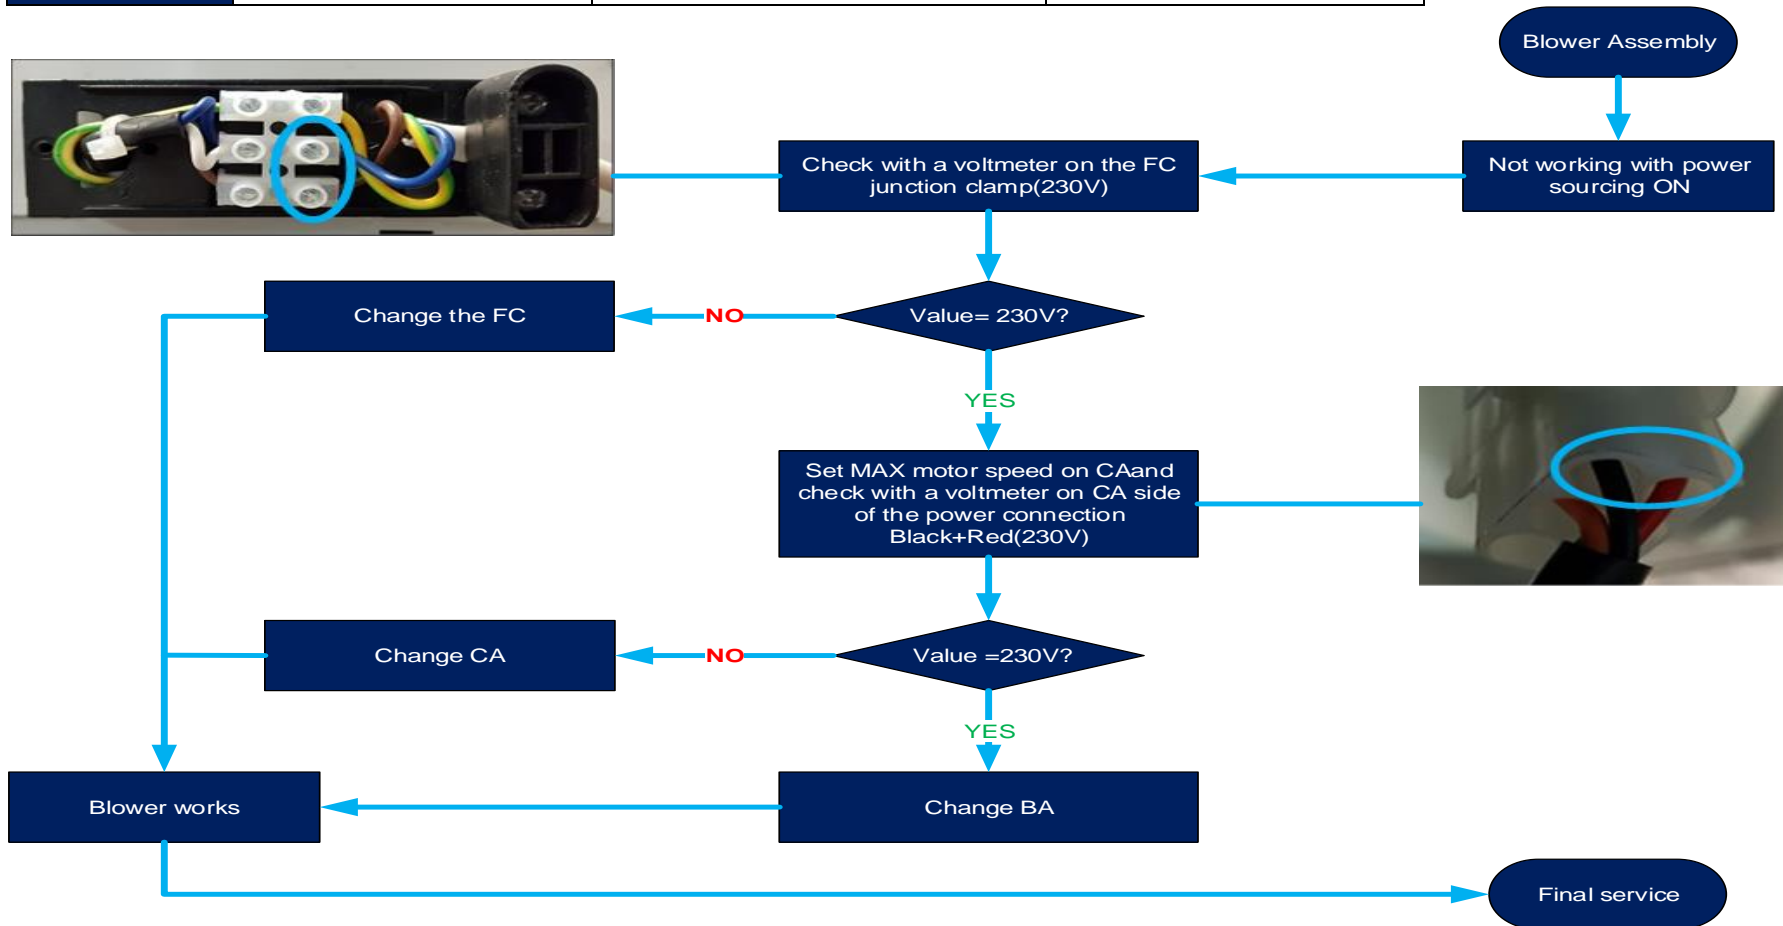 Blower Assembly
Not working with power
sourcing ON
Check with a voltmeter on the FC
junction clamp(230V)
Value= 230V?
NO
Change the FC
YES
Set MAX motor speed on CAand
check with a voltmeter on CA side
of the power connection
Black+Red(230V)
Value =230V?
NO
Change CA
YES
Change BA
Blower works
Final service